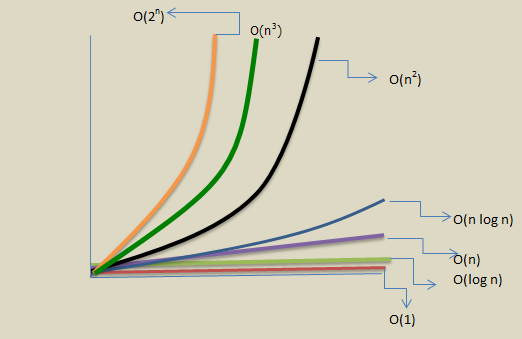 O(2ⁿ)
O(n³)
O(n²)
O(n log n)
O(n)
O(log n)
O(1)